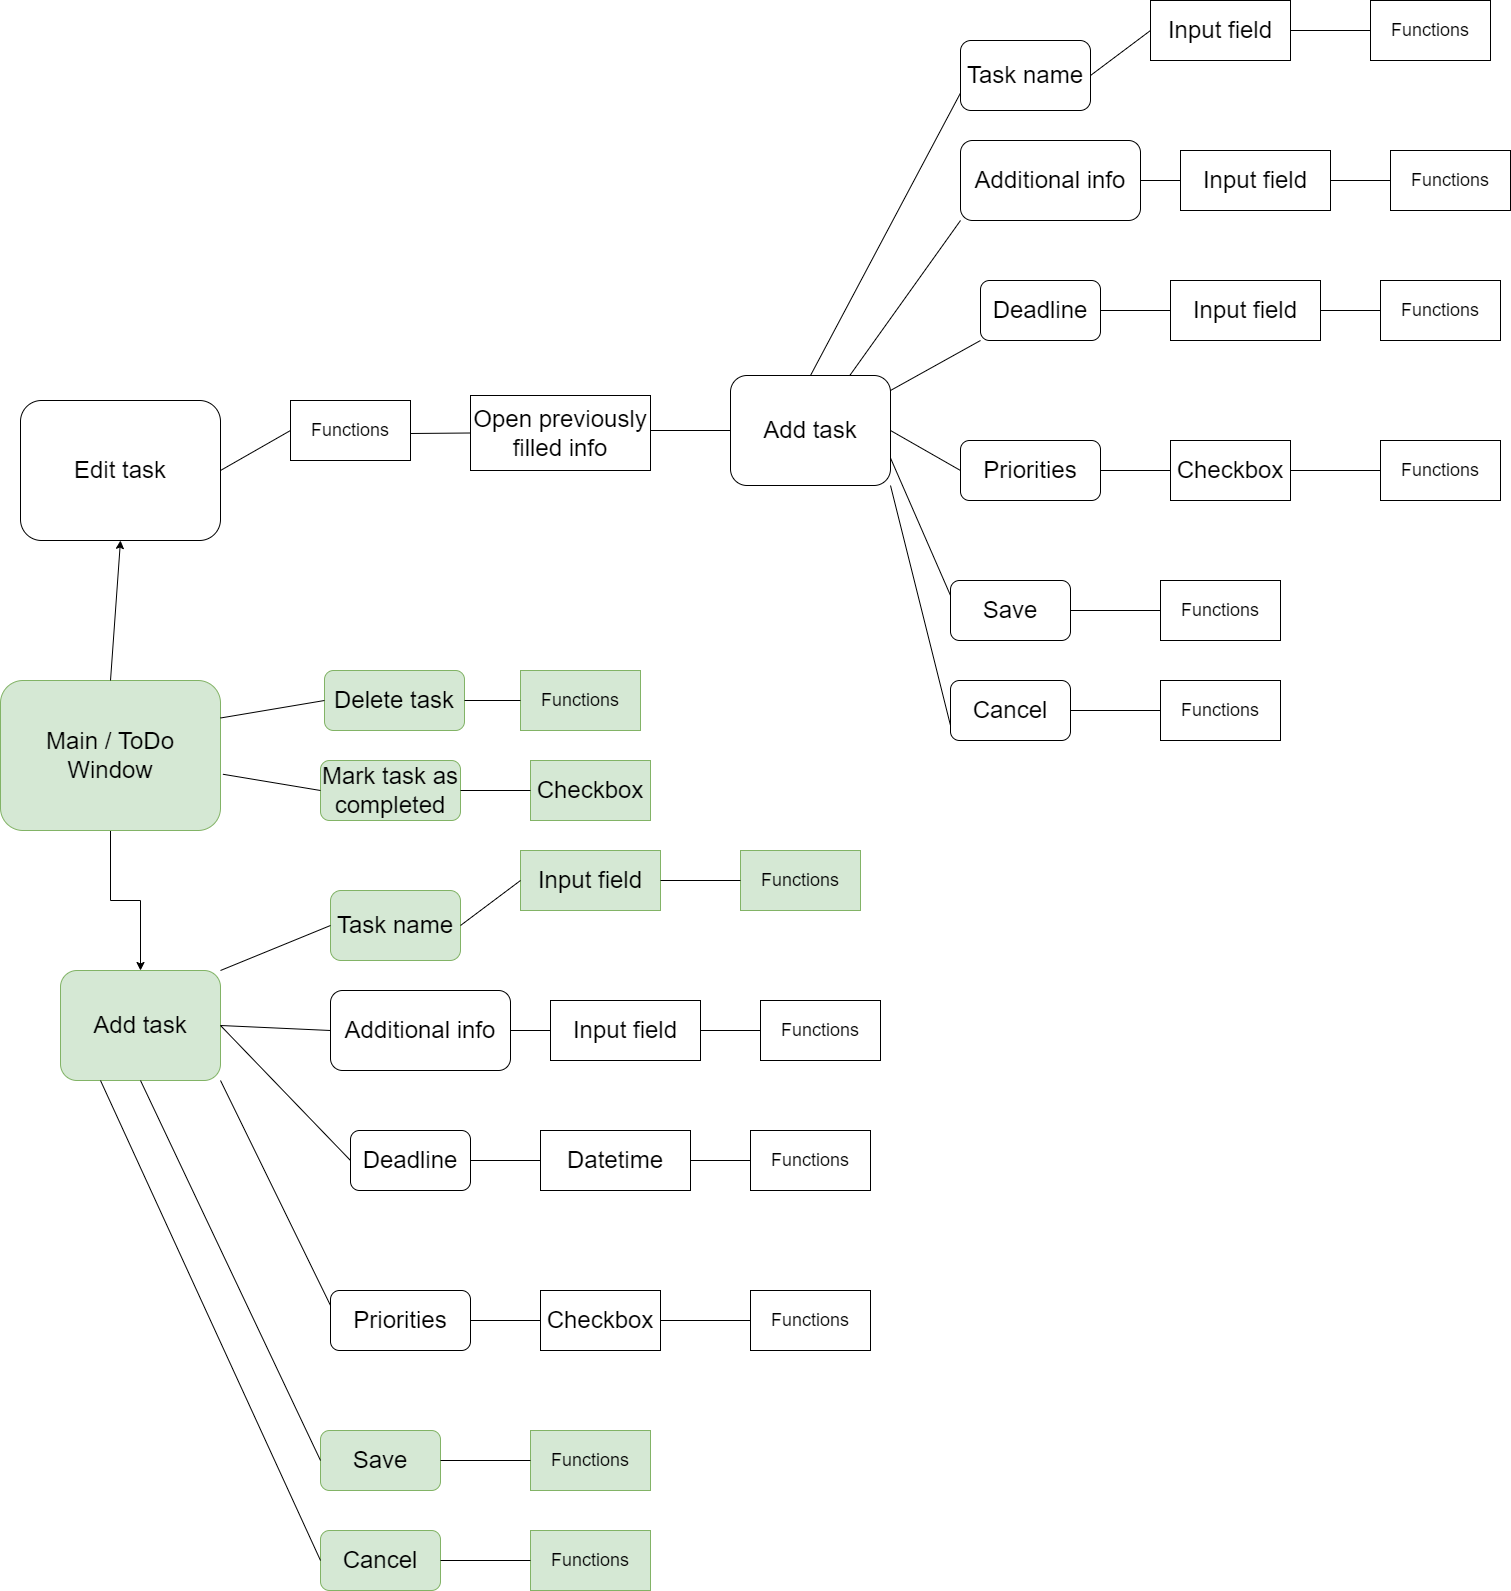 Task name
Input field
Functions
Additional info
Input field
Functions
Deadline
Input field
Functions
Edit task
Functions
Open previously
filled info
Add task
Priorities
Checkbox
Functions
Save
Functions
Cancel
Functions
Main / ToDo
Window
Delete task
Functions
Mark task as
completed
Checkbox
Task name
Input field
Functions
Add task
Additional info
Input field
Functions
Deadline
Datetime
Functions
Priorities
Checkbox
Functions
Save
Functions
Cancel
Functions